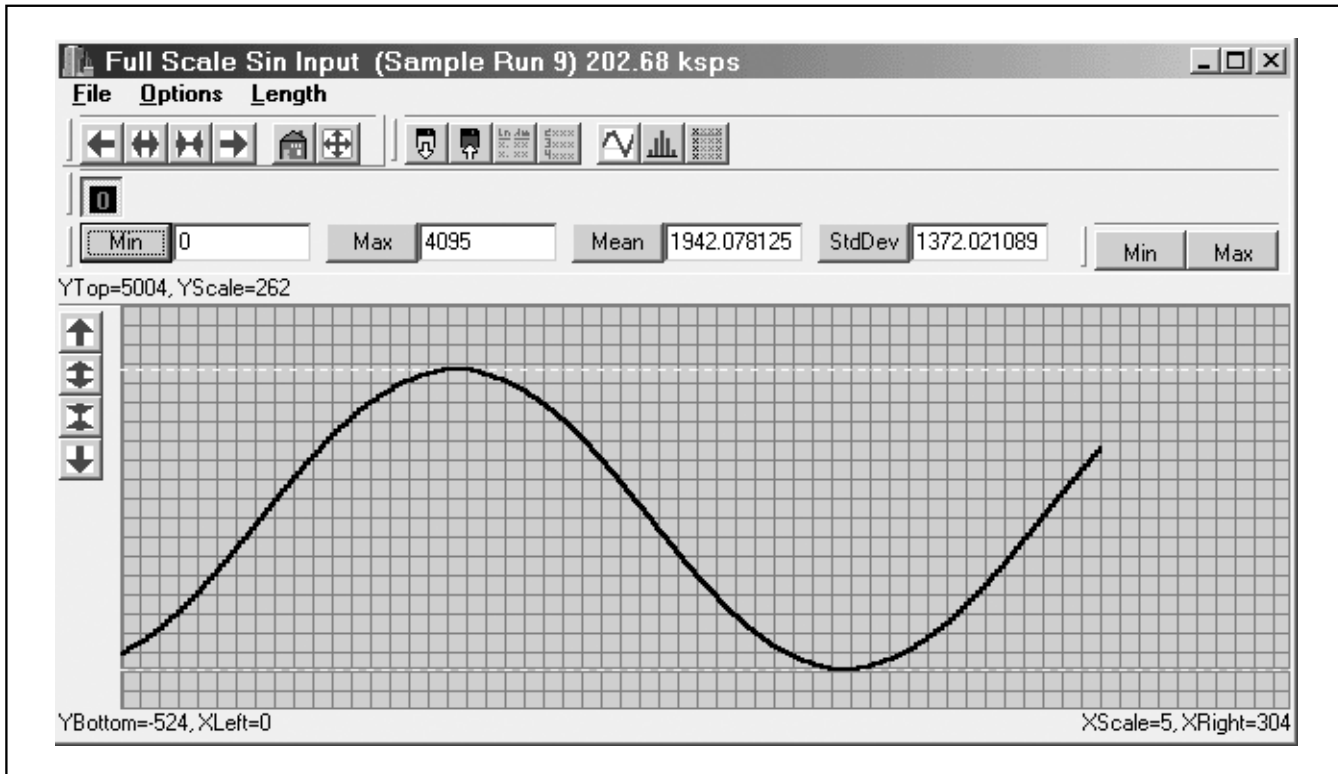 Full Scale Sin Input (Sample Run 9) 202.68 ksps
File Options Length
0
Min 0 Max 4095 Mean 1942.078125 StdDev 1372.021089 Min Max
YTop=5004, YScale=262
YBottom=-524, XLeft=0 XScale=5, XRight=304